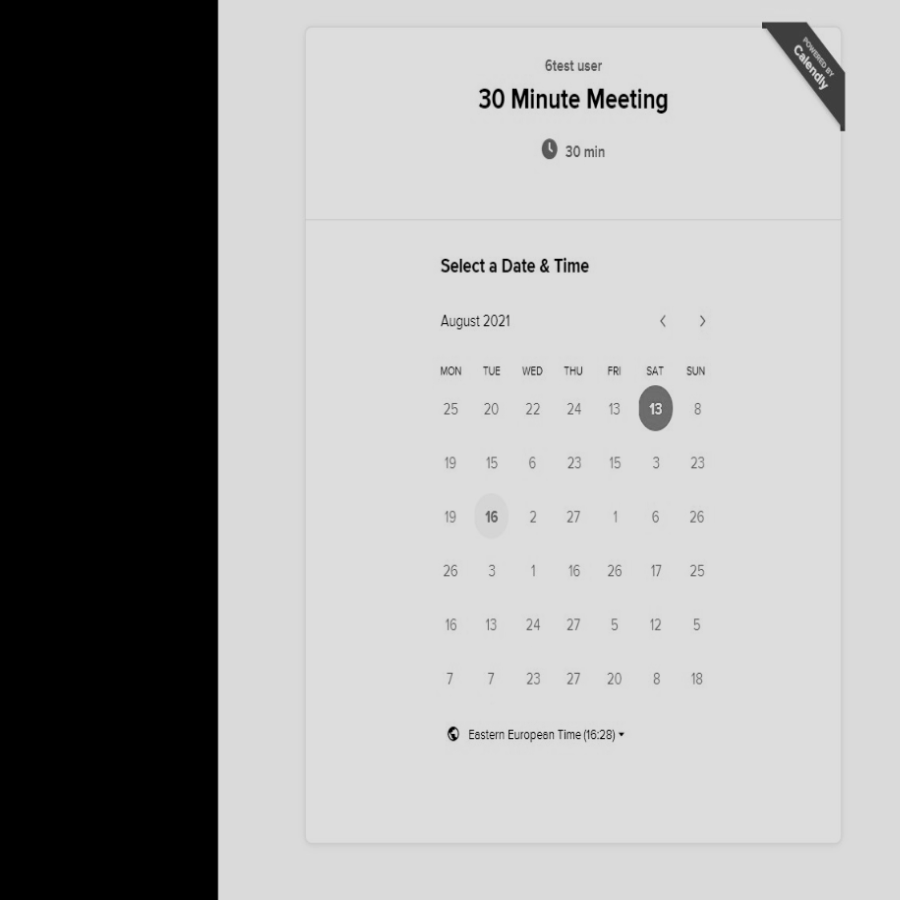 POWERED BY
Calendly
6test user
30 Minute Meeting
30 min
Select a Date & Time
August 2021
MON TUE WED THU FRI SAT SUN
25 20 22 24 13 13 8
19 15 6 23 15 3 23
19 16 2 27 1 6 26
26 3 1 16 26 17 25
16 13 24 27 5 12 5
7 7 23 27 20 8 18
Eastern European Time (16:28)